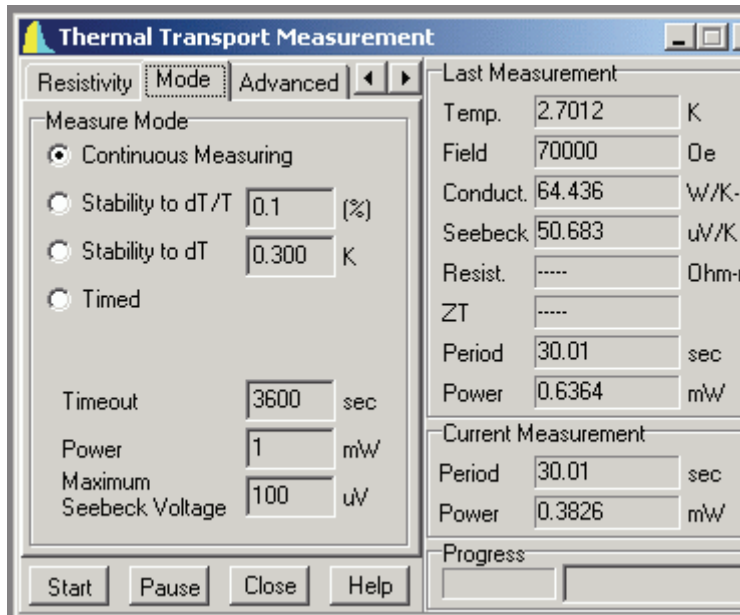 Thermal Transport Measurement
Resistivity Mode Advanced
Measure Mode
Continuous Measuring
Stability to dT/T 0.1 (%)
Stability to dT 0.300 K
Timed
Timeout 3600 sec
Power 1 mW
Maximum
Seebeck Voltage 100 uV
Start Pause Close Help
Last Measurement
Temp. 2.7012 K
Field 70000 Oe
Conduct. 64.436 W/K-
Seebeck 50.683 uV/K
Resist. ----- Ohm-
ZT -----
Period 30.01 sec
Power 0.6364 mW
Current Measurement
Period 30.01 sec
Power 0.3826 mW
Progress